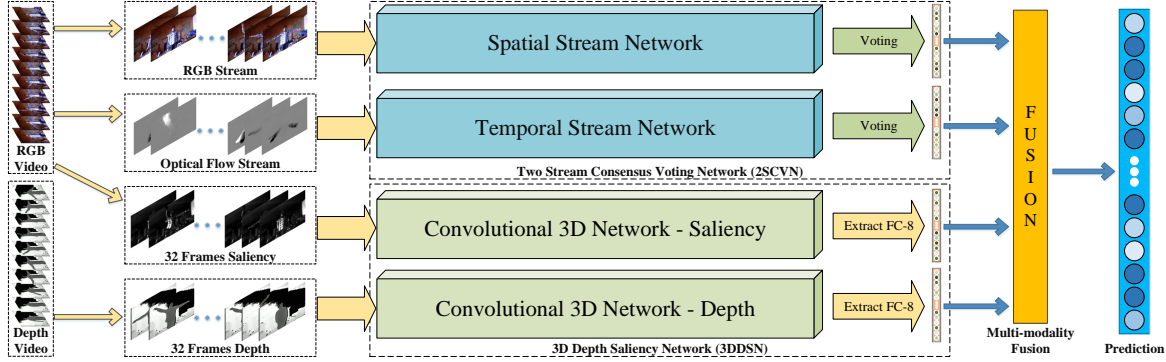 RGB Stream
Spatial Stream Network
Voting
RGB
Video
Optical Flow Stream
Temporal Stream Network
Voting
Two Stream Consensus Voting Network (2SCVN)
32 Frames Saliency
Convolutional 3D Network - Saliency
Extract FC-8
Depth
Video
32 Frames Depth
Convolutional 3D Network - Depth
Extract FC-8
3D Depth Saliency Network (3DDSN)
FUSION
Multi-modality
Fusion
Prediction